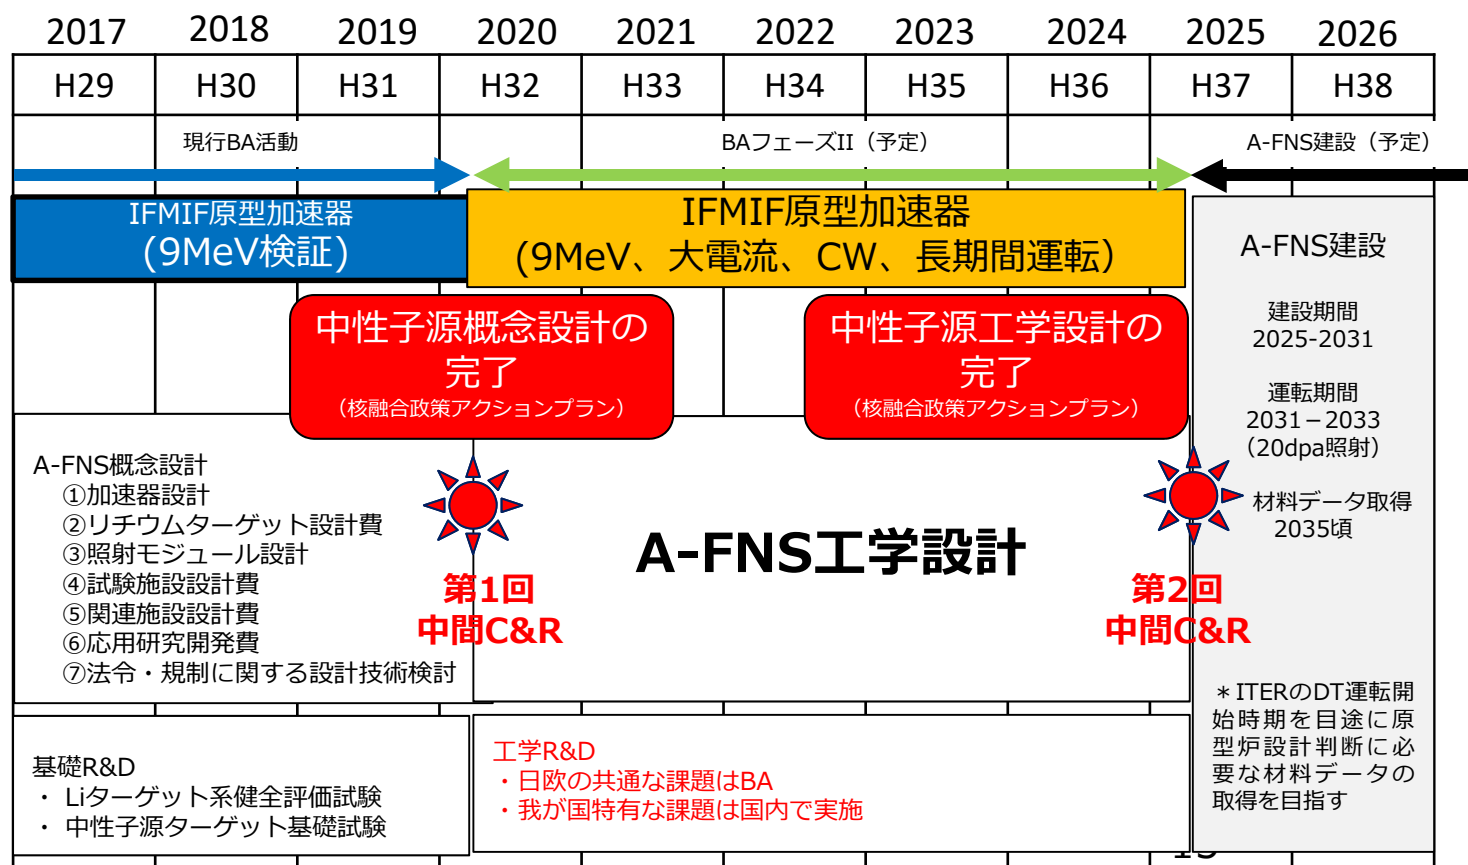 2017 2018 2019 2020 2021 2022 2023 2024 2025 2026
H29 H30 H31 H32 H33 H34 H35 H36 H37 H38
現行BA活動
BAフェーズII（予定）
A-FNS建設（予定）
IFMIF原型加速器
(9MeV検証)
IFMIF原型加速器
(9MeV、大電流、CW、長期間運転）
中性子源概念設計の
完了
（核融合政策アクションプラン）
中性子源工学設計の
完了
（核融合政策アクションプラン）
A-FNS建設
建設期間
2025-2031
運転期間
2031－2033
（20dpa照射）
材料データ取得
2035頃
＊ITERのDT運転開
始時期を目途に原
型炉設計判断に必
要な材料データの
取得を目指す
A-FNS概念設計
①加速器設計
②リチウムターゲット設計費
③照射モジュール設計
④試験施設設計費
⑤関連施設設計費
⑥応用研究開発費
⑦法令・規制に関する設計技術検討
第1回
中間C&R
A-FNS工学設計
第2回
中間C&R
基礎R&D
・ Liターゲット系健全評価試験
・ 中性子源ターゲット基礎試験
工学R&D
・日欧の共通な課題はBA
・我が国特有な課題は国内で実施